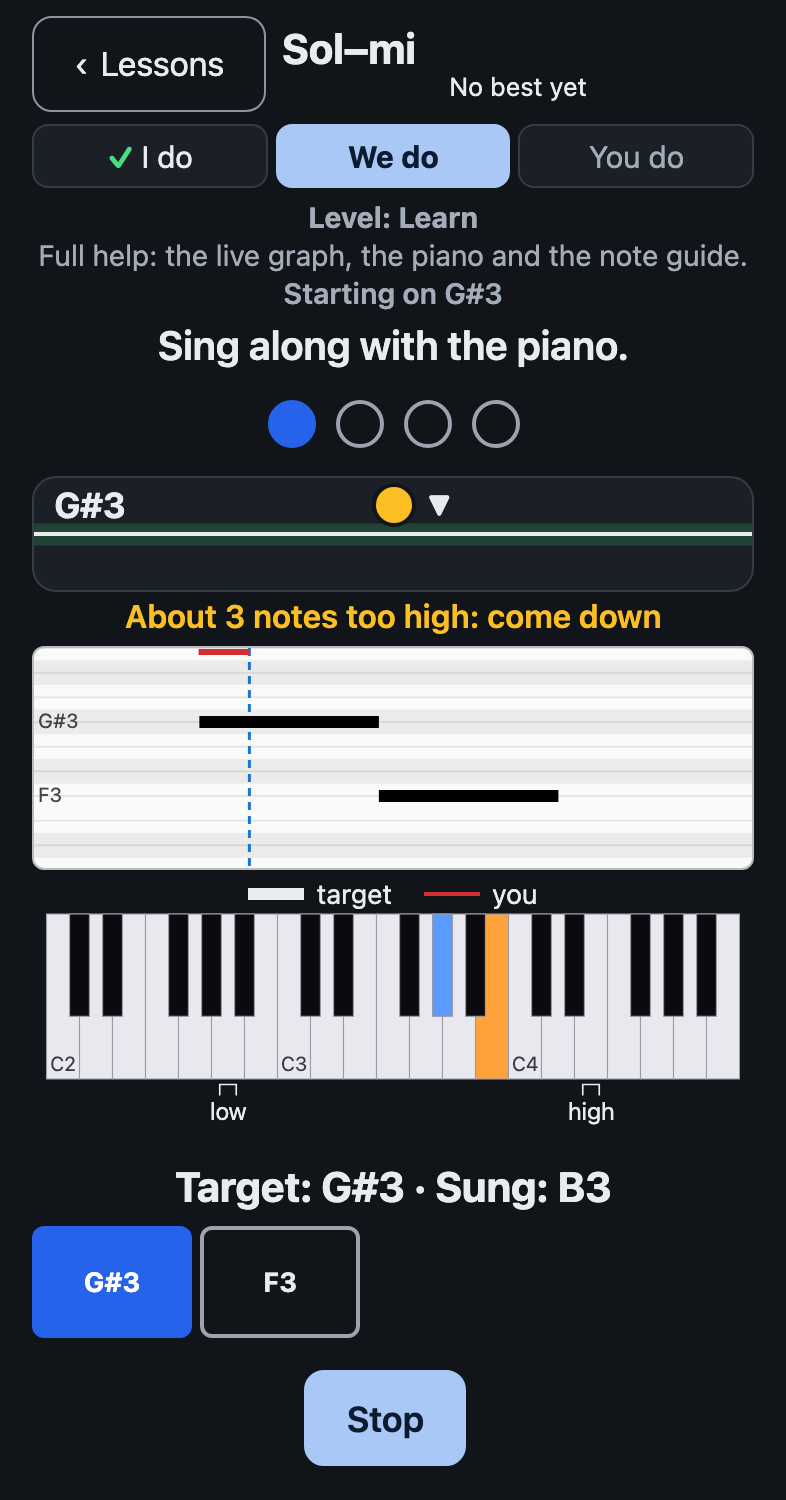 ‹ Lessons
Sol–mi
No best yet
✓ I do
We do
You do
Level: Learn
Full help: the live graph, the piano and the note guide.
Starting on G#3
Sing along with the piano.
G#3
About 3 notes too high: come down
G#3
F3
target
you
C2
C3
C4
low
high
Target: G#3 · Sung: B3
G#3
F3
Stop